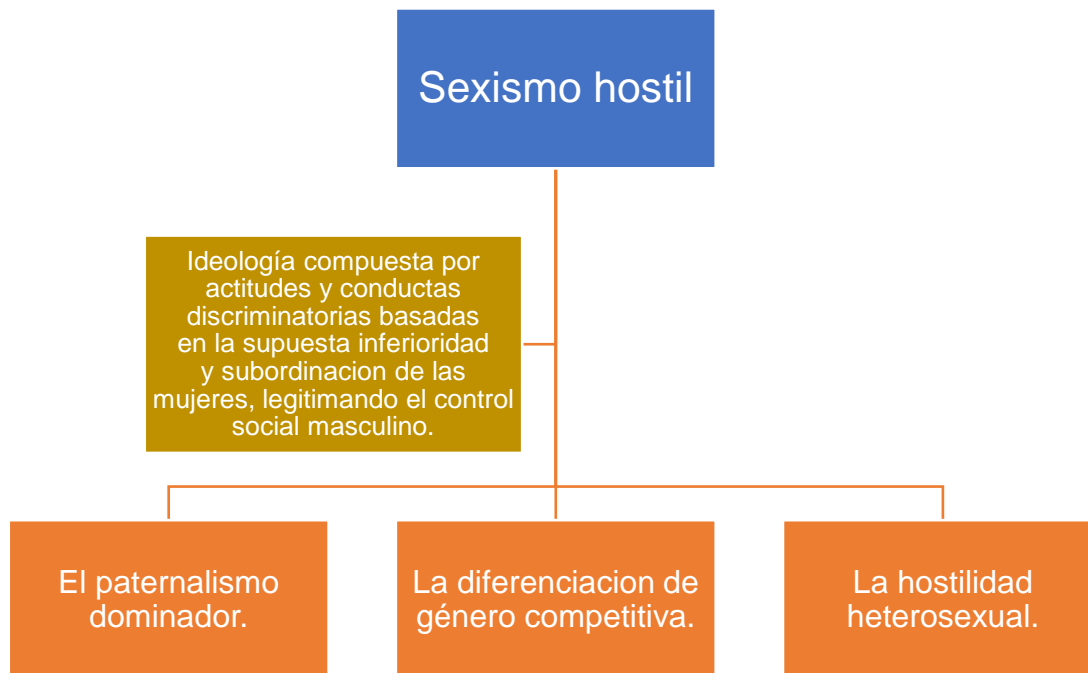 Sexismo hostil
Ideología compuesta por
actitudes y conductas
discriminatorias basadas
en la supuesta inferioridad
y subordinacion de las
mujeres, legitimando el control
social masculino.
El paternalismo
dominador.
La diferenciacion de
género competitiva.
La hostilidad
heterosexual.